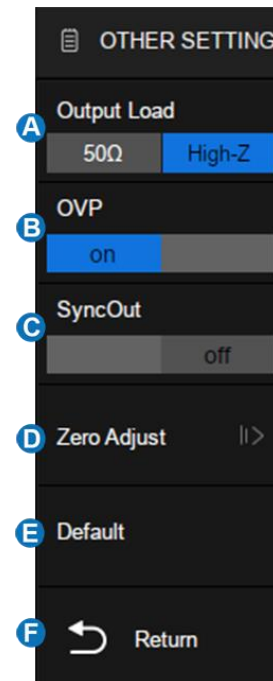 OTHER SETTING
A
Output Load
50Ω High-Z
B
OVP
on
C
SyncOut
off
D
Zero Adjust
E
Default
F
Return